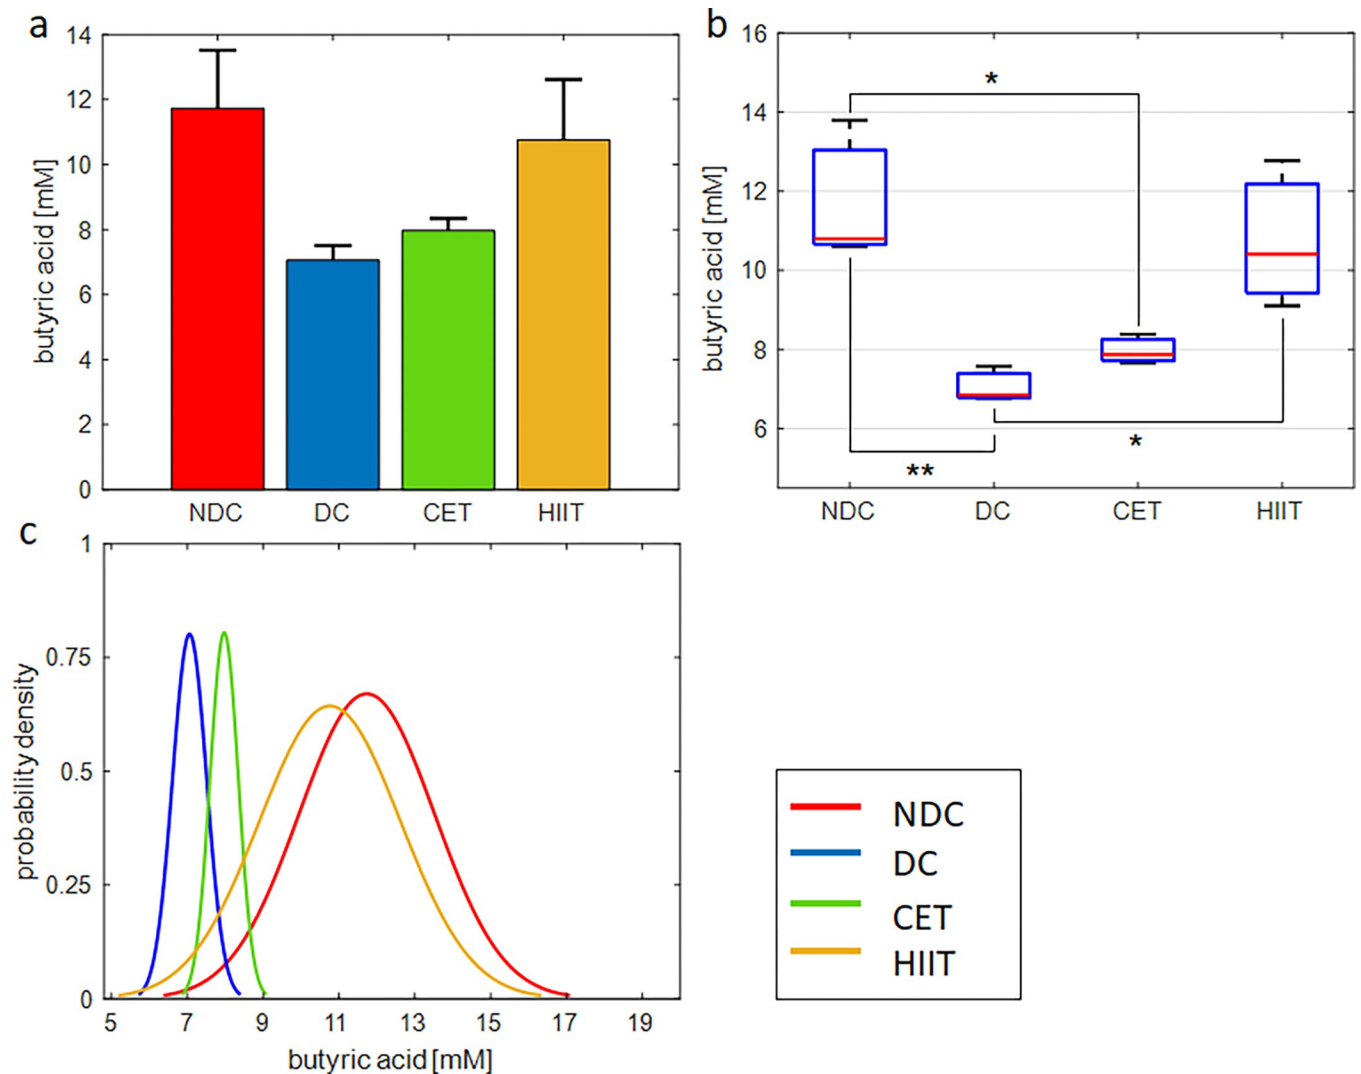 a
14
12
10
8
6
4
2
0
butyric acid [mM]
NDC DC CET HIIT
b
16
14
12
10
8
6
butyric acid [mM]
*
**
*
NDC DC CET HIIT
c
1
0.75
0.5
0.25
0
probability density
5 7 9 11 13 15 17 19
butyric acid [mM]
NDC
DC
CET
HIIT